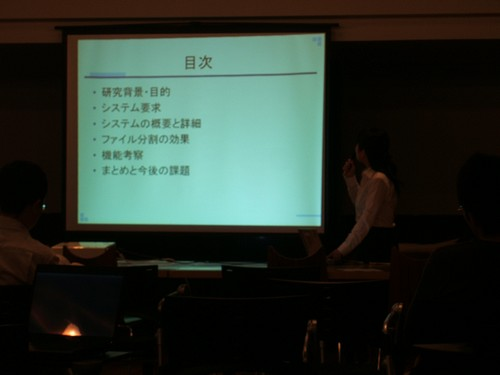 目次
• 研究背景・目的
• システム要求
• システムの概要と詳細
• ファイル分割の効果
• 機能考察
• まとめと今後の課題